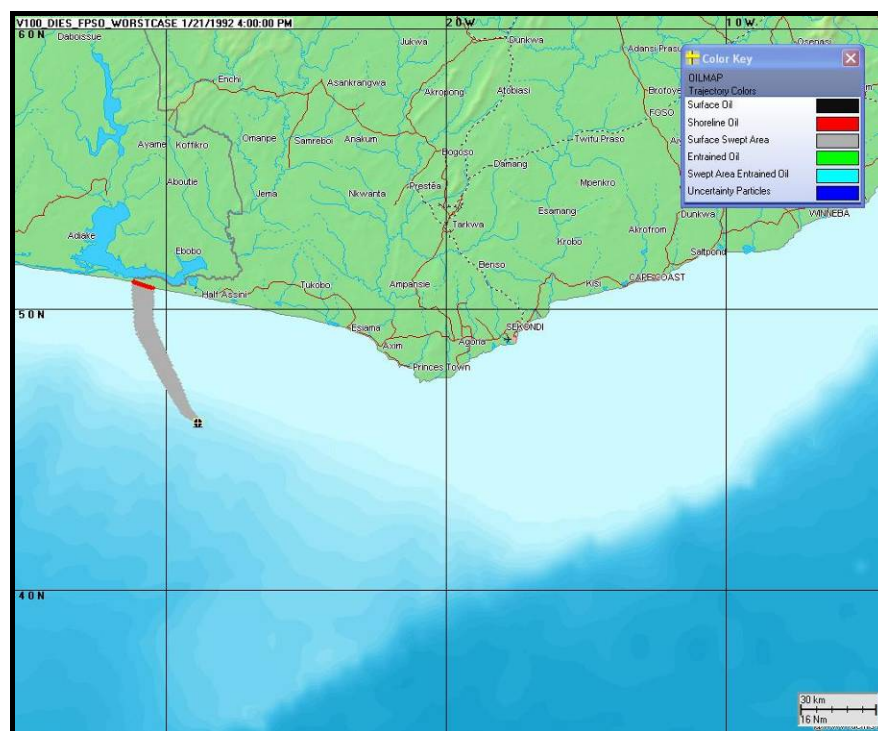 V100_DIES_FPSO_WORSTCASE 1/21/1992 4:00:00 PM
2 0 W
1 0 W
6 0 N
Daboissue
Jukwa
Dunkwa
Adansi Prasu
Osenasi
Color Key
OILMAP
Trajectory Colors
Surface Oil
Shoreline Oil
Surface Swept Area
Entrained Oil
Swept Area Entrained Oil
Uncertainty Particles
Enchi
Asankrangwa
Akropong
Atobiasi
Brofoye
FOSO
Ayame
Koffikro
Omanpe
Samreboi
Anakum
Bogoso
Twifu Praso
Damang
Aboutie
Jema
Nkwanta
Prestea
Mpenkro
Dunkwa
WINNEBA
Esamang
Tarkwa
Akrofrom
Adiake
Ebobo
Krobo
Saltpond
Benso
CAPE COAST
Half Assini
Tukobo
Ampansie
Kisi
5 0 N
Esiama
SEKONDI
Axim
Agona
Princes Town
4 0 N
30 km
16 Nm